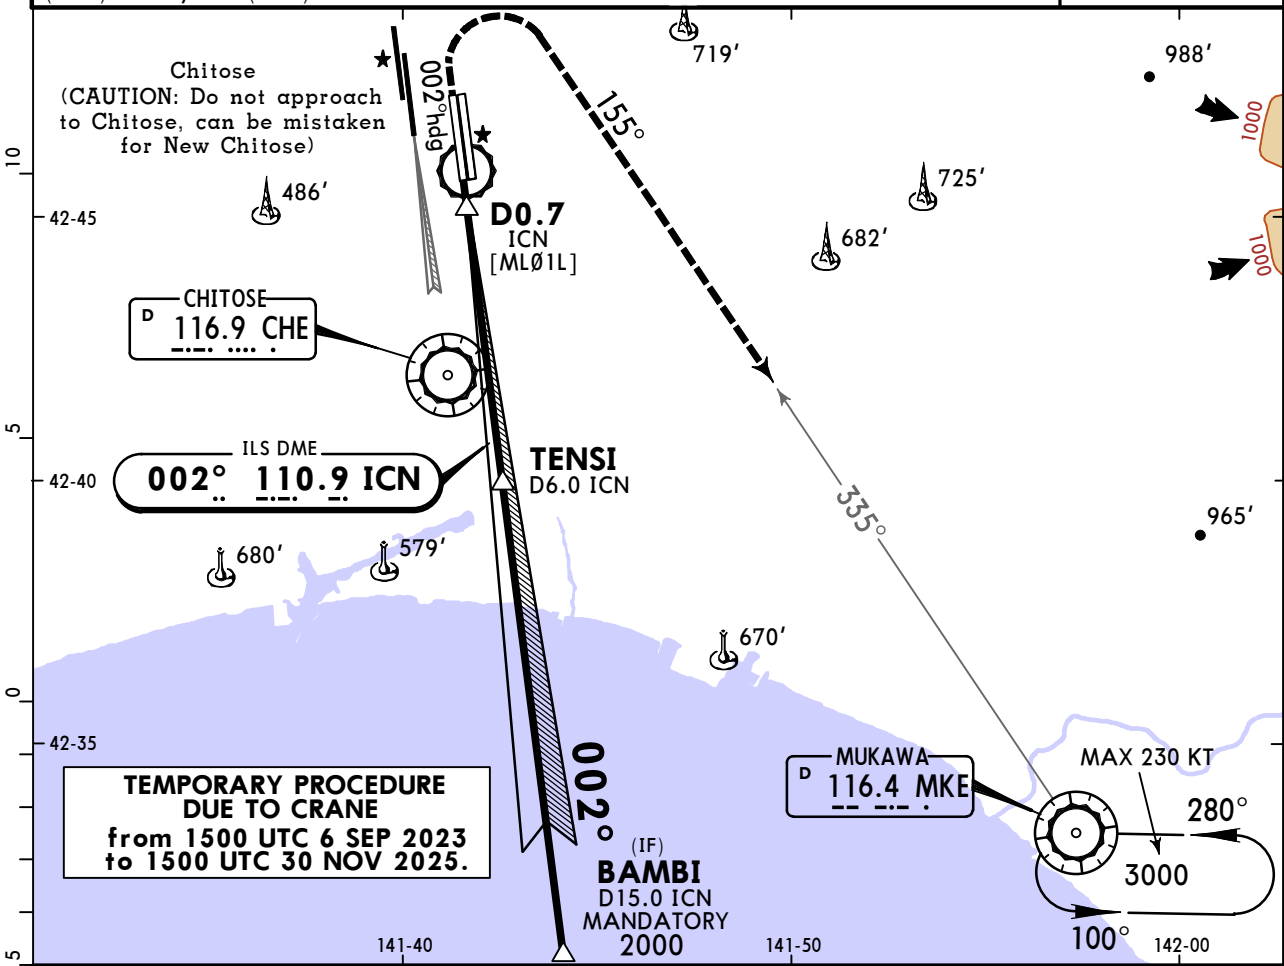 719'
988'
Chitose
(CAUTION: Do not approach
to Chitose, can be mistaken
for New Chitose)
002°hdg
155°
1000
10
486'
725'
42-45
D0.7
ICN
[MLØ1L]
682'
1000
CHITOSE
D 116.9 CHE
5
ILS DME
002° 110.9 ICN
42-40
TENSI
D6.0 ICN
335°
965'
680'
579'
670'
0
42-35
002°
MUKAWA
D 116.4 MKE
MAX 230 KT
280°
3000
100°
TEMPORARY PROCEDURE
DUE TO CRANE
from 1500 UTC 6 SEP 2023
to 1500 UTC 30 NOV 2025.
(IF)
BAMBI
D15.0 ICN
MANDATORY
2000
5
141-40
141-50
142-00